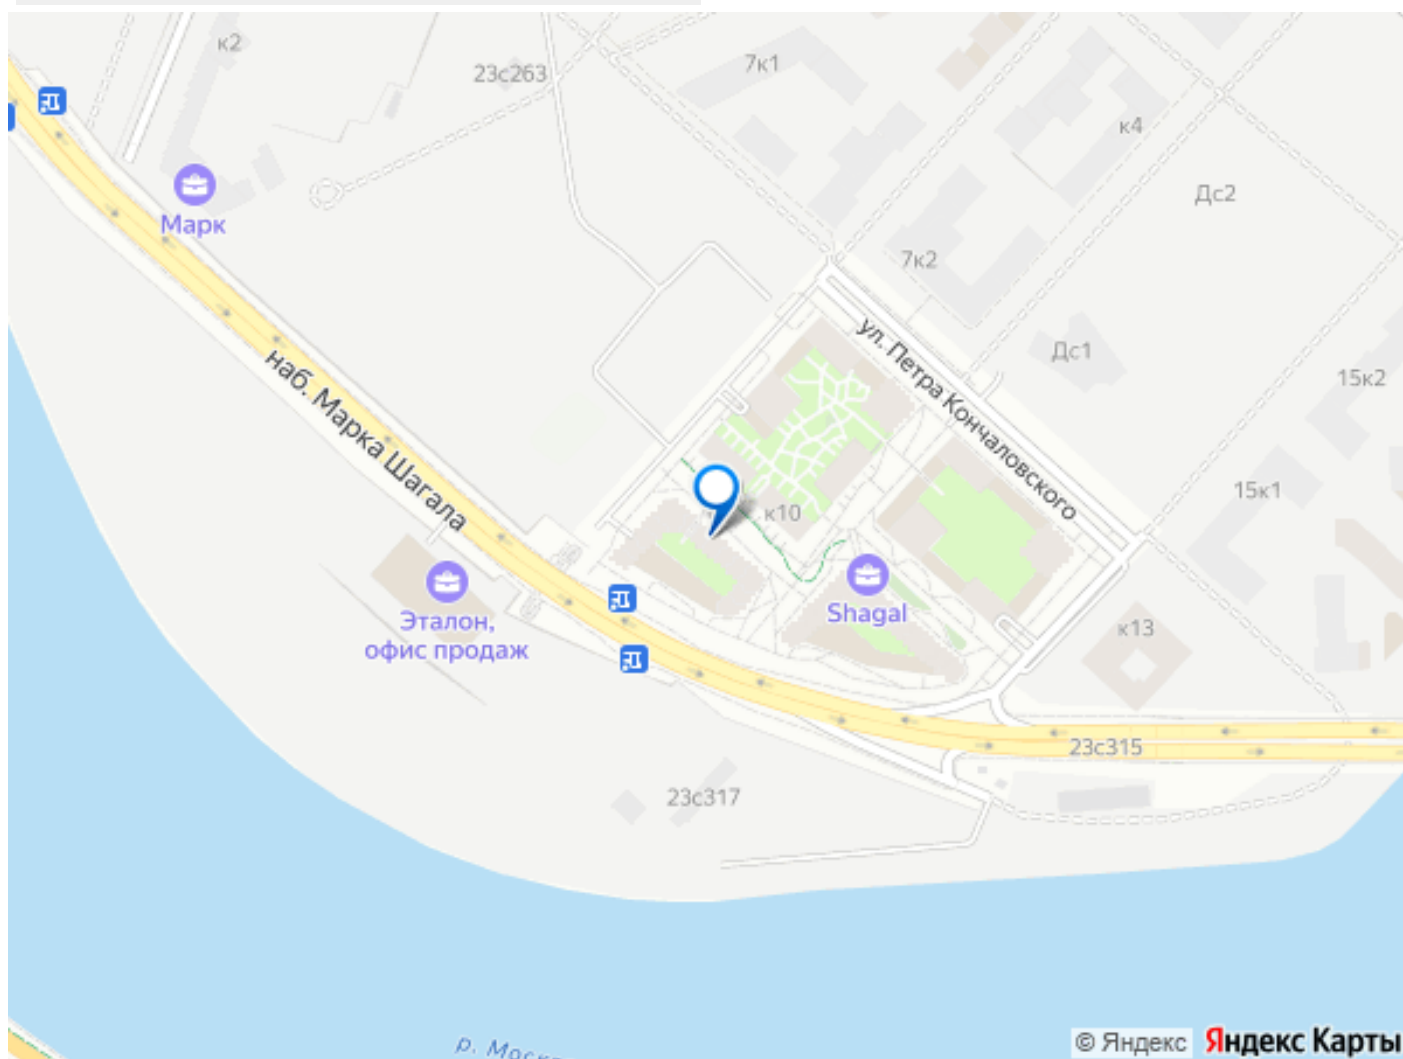 к2
23с263
7к1
к4
Дс2
Марк
7к2
ул. Петра Кончаловского
Дс1
15к2
наб. Марка Шагала
15к1
к10
Shagal
Эталон,
офис продаж
к13
23с315
23с317
р. Моск
© Яндекс Яндекс Карты